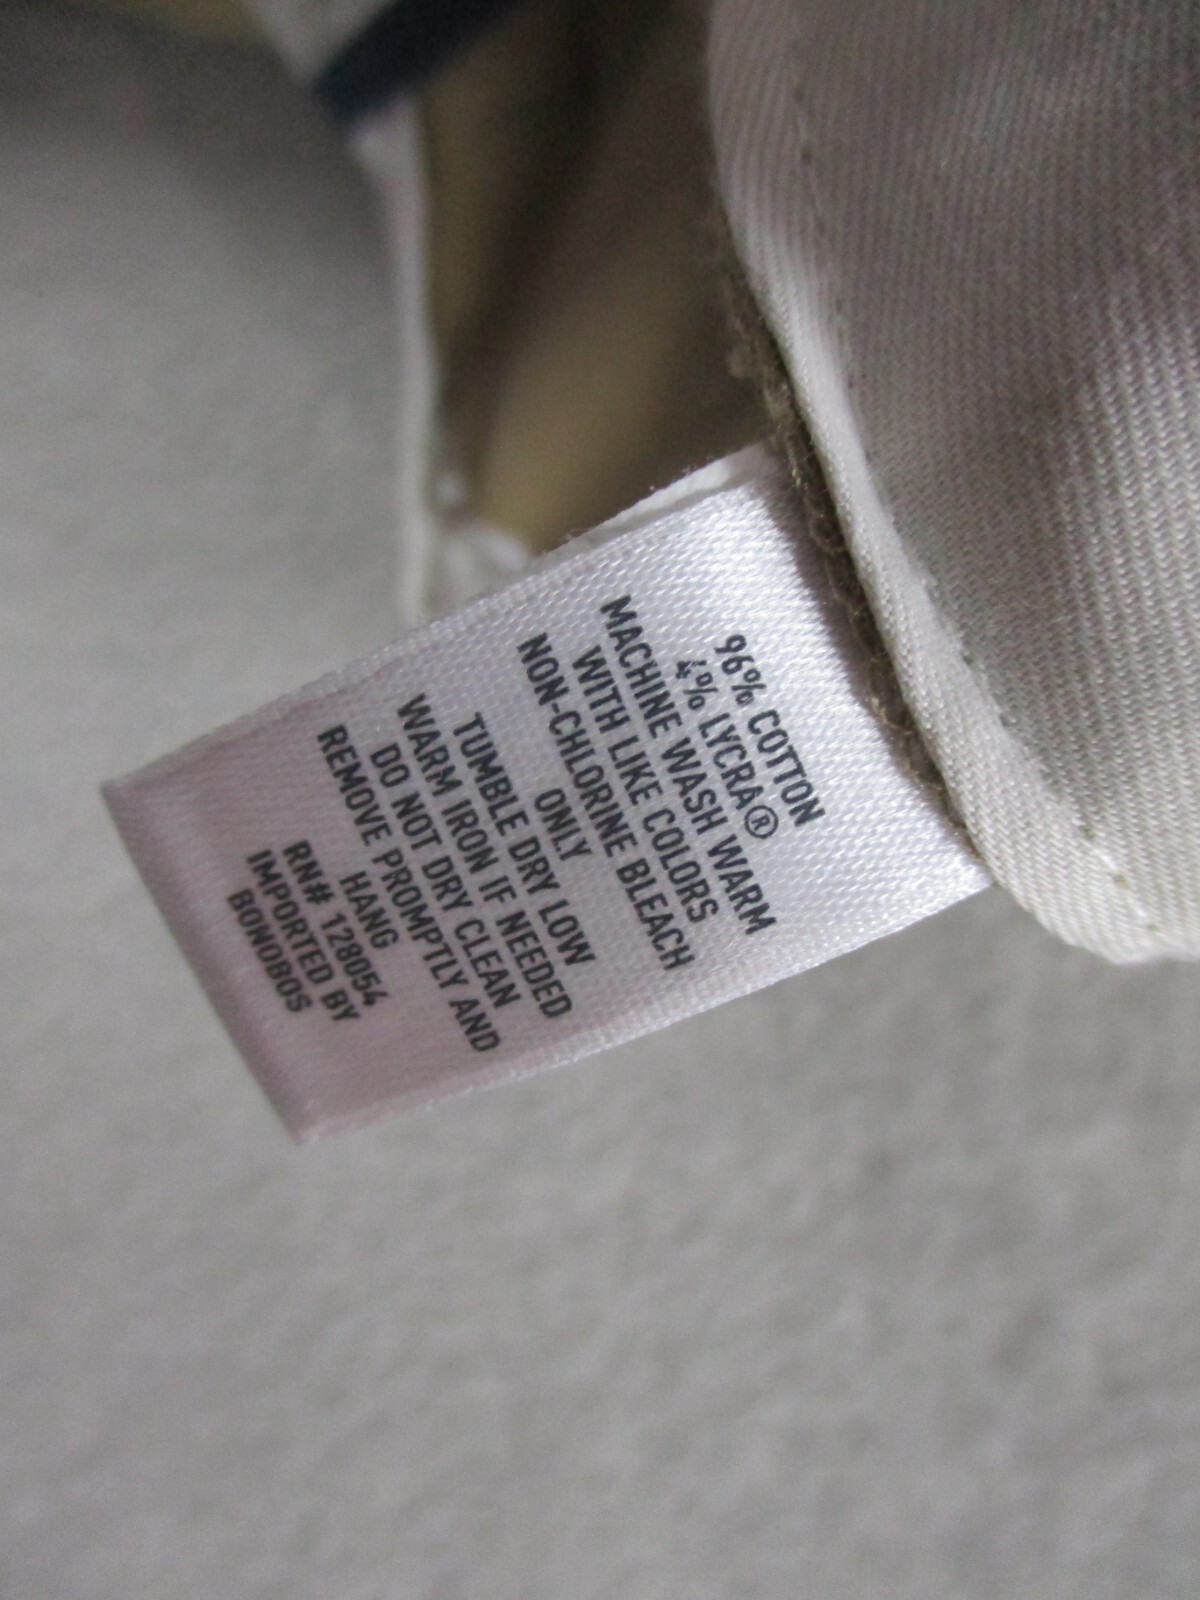 96% COTTON
4% LYCRA®
MACHINE WASH WARM
WITH LIKE COLORS
NON-CHLORINE BLEACH
ONLY
TUMBLE DRY LOW
WARM IRON IF NEEDED
DO NOT DRY CLEAN
REMOVE PROMPTLY AND
HANG
RN# 128054
IMPORTED BY
BONOBOS